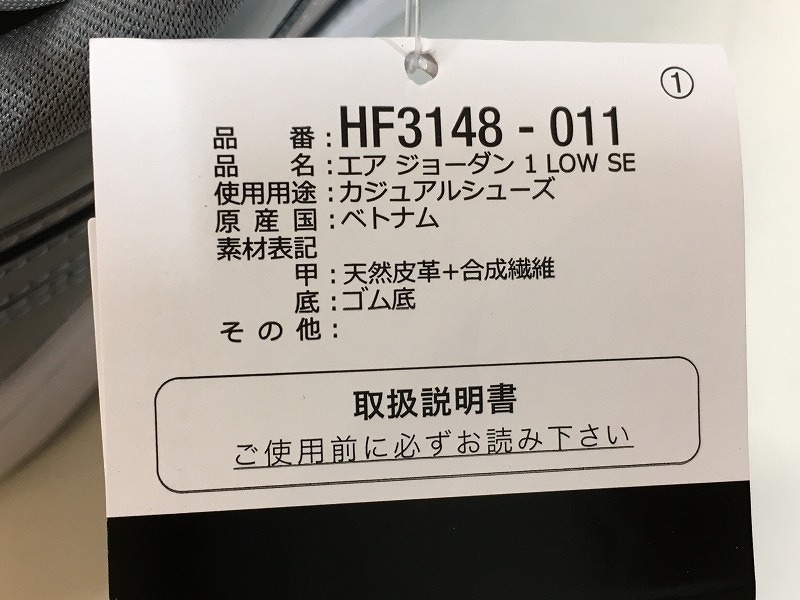 ①
品番:HF3148-011
品名:エア ジョーダン 1 LOW SE
使用用途:カジュアルシューズ
原産国:ベトナム
素材表記
甲:天然皮革+合成繊維
底:ゴム底
その他:
取扱説明書
ご使用前に必ずお読み下さい